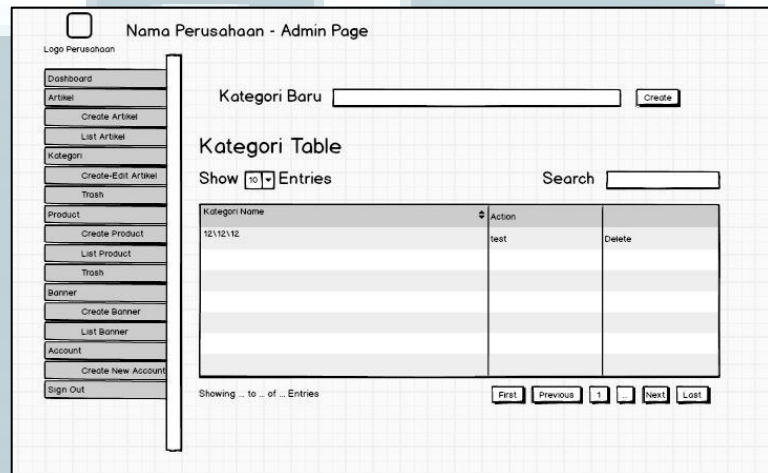 Nama Perusahaan - Admin Page
Logo Perusahaan
Dashboard
Artikel
Create Artikel
List Artikel
Kategori
Create-Edit Artikel
Trash
Product
Create Product
List Product
Trash
Banner
Create Banner
List Banner
Account
Create New Account
Sign Out
Kategori Baru
Create
Kategori Table
Show 10 Entries
Search
Kategori Name Action
12\12\12 test Delete
Showing ... to ... of ... Entries
First Previous 1 ... Next Last